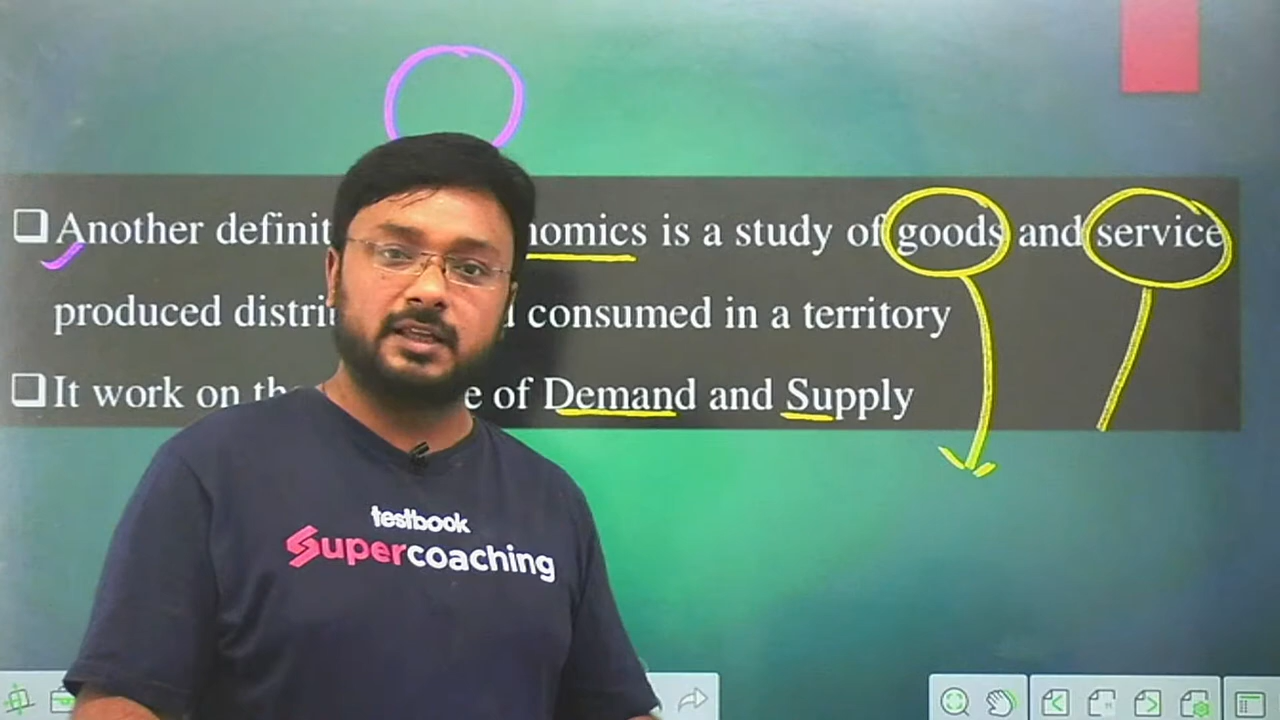 Another definit nomics is a study of goods and service
produced distri consumed in a territory
It work on th e of Demand and Supply
testbook
Supercoaching